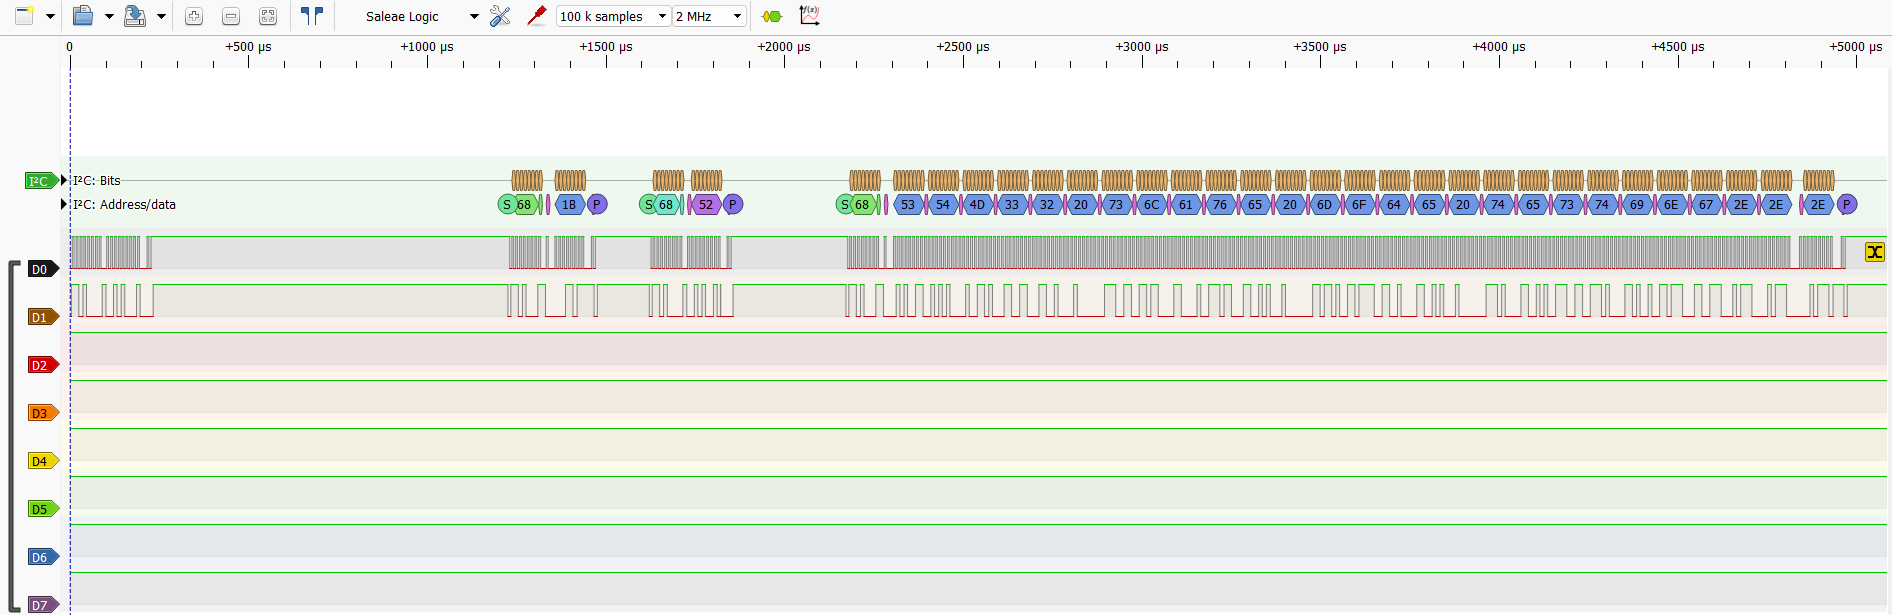 Saleae Logic 100 k samples 2 MHz f(x)
0 +500 µs +1000 µs +1500 µs +2000 µs +2500 µs +3000 µs +3500 µs +4000 µs +4500 µs +5000 µs
I²C I²C: Bits
I²C: Address/data S 68 1B P S 68 52 P S 68 53 54 4D 33 32 20 73 6C 61 76 65 20 6D 6F 64 65 20 74 65 73 74 69 6E 67 2E 2E 2E P
D0
D1
D2
D3
D4
D5
D6
D7